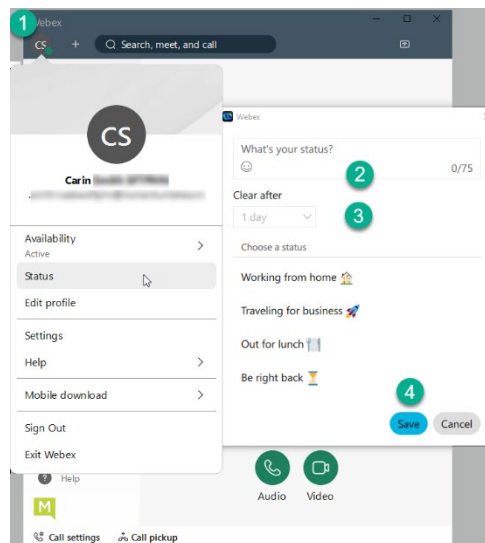 1
Webex
CS
Search, meet, and call
CS
Carin
Availability
Active
Status
Edit profile
Settings
Help
Mobile download
Sign Out
Exit Webex
Webex
What's your status?
2
0/75
Clear after
1 day
3
Choose a status
Working from home
Traveling for business
Out for lunch
Be right back
4
Save
Cancel
Help
M
Audio
Video
Call settings
Call pickup